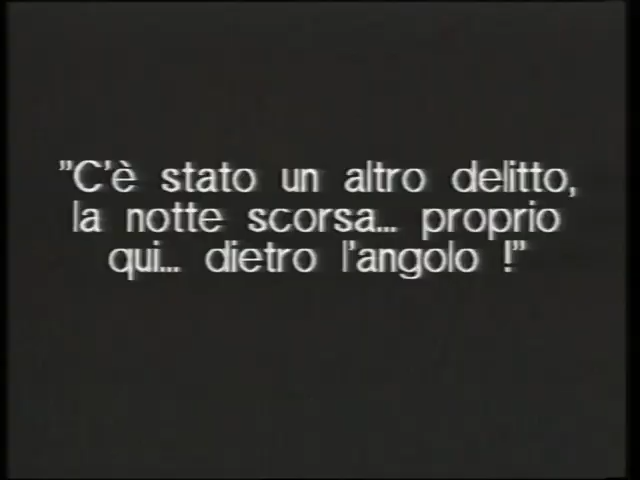 "C'è stato un altro delitto,
la notte scorsa... proprio
qui... dietro l'angolo !"